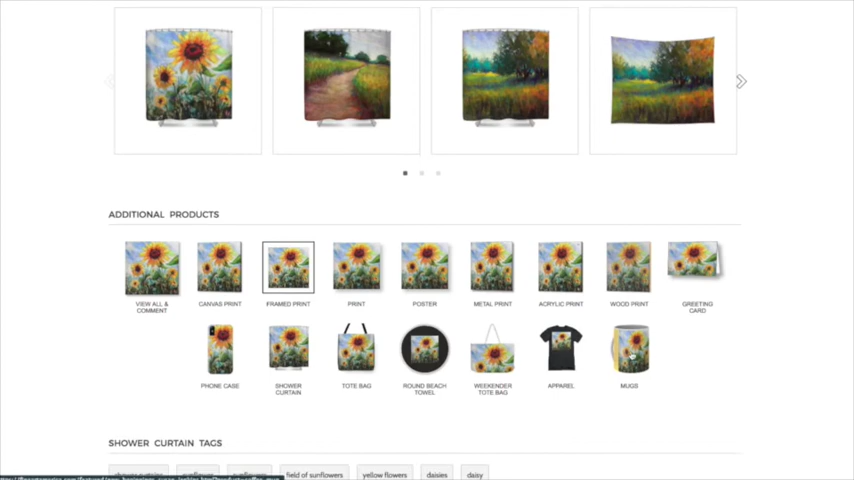 ADDITIONAL PRODUCTS
VIEW ALL & COMMENT
CANVAS PRINT
FRAMED PRINT
PRINT
POSTER
METAL PRINT
ACRYLIC PRINT
WOOD PRINT
GREETING CARD
PHONE CASE
SHOWER CURTAIN
TOTE BAG
ROUND BEACH TOWEL
WEEKENDER TOTE BAG
APPAREL
MUGS
SHOWER CURTAIN TAGS
field of sunflowers
yellow flowers
daisies
daisy